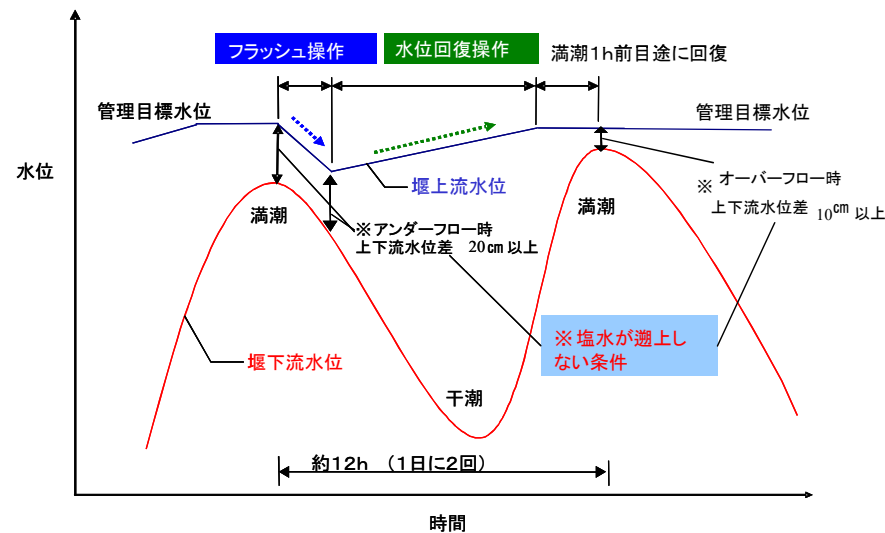 フラッシュ操作
水位回復操作
満潮1h前目途に回復
管理目標水位
管理目標水位
水位
堰上流水位
※ オーバーフロー時
上下流水位差 10cm 以上
満潮
満潮
※アンダーフロー時
上下流水位差 20cm 以上
※塩水が遡上し
ない条件
堰下流水位
干潮
約12h (1日に2回)
時間